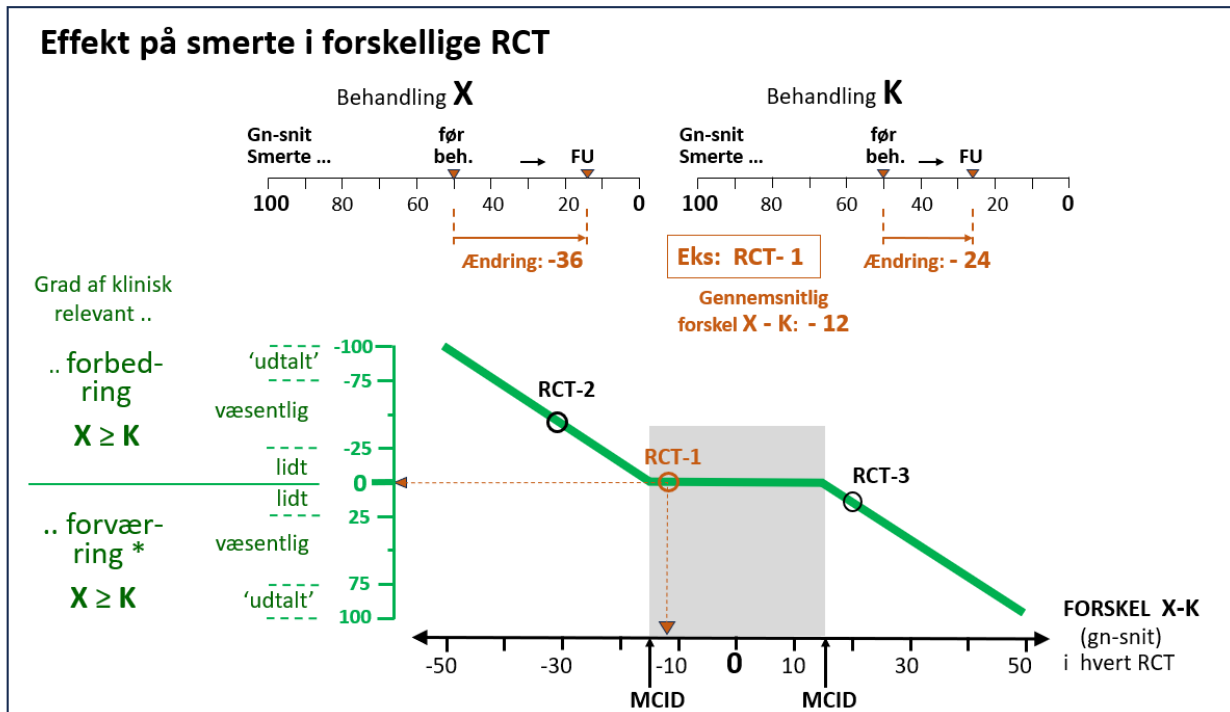 Effekt på smerte i forskellige RCT
Behandling X
Behandling K
Gn-snit
Smerte ...
før
beh.
FU
100 80 60 40 20 0
Ændring: -36
Gn-snit
Smerte ...
før
beh.
FU
100 80 60 40 20 0
Ændring: - 24
Eks: RCT- 1
Gennemsnitlig
forskel X - K: - 12
Grad af klinisk
relevant ..
.. forbed-
ring
X ≥ K
.. forvær-
ring *
X ≥ K
'udtalt'
væsentlig
lidt
lidt
væsentlig
'udtalt'
-100
-75
-25
0
25
75
100
RCT-2
RCT-1
RCT-3
-50 -30 -10 0 10 30 50
MCID
MCID
FORSKEL X-K
(gn-snit)
i hvert RCT